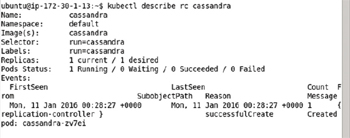 ubuntu@ip-172-30-1-13:~$ kubectl describe rc cassandra
Name: cassandra
Namespace: default
Image(s): cassandra
Selector: run=cassandra
Labels: run=cassandra
Replicas: 1 current / 1 desired
Pods Status: 1 Running / 0 Waiting / 0 Succeeded / 0 Failed
Events:
FirstSeen LastSeen Count F
rom SubobjectPath Reason Message
Mon, 11 Jan 2016 00:28:27 +0000 Mon, 11 Jan 2016 00:28:27 +0000 1 {
replication-controller } successfulCreate Created
pod: cassandra-zv7ei